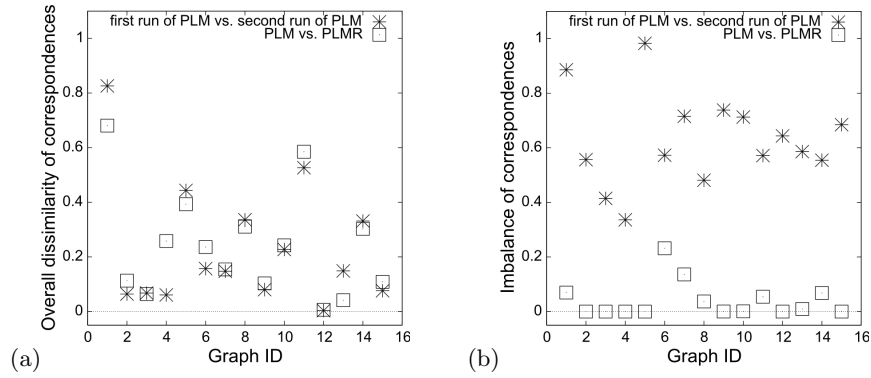 first run of PLM vs. second run of PLM
PLM vs. PLMR
Overall dissimilarity of correspondences
1
0.8
0.6
0.4
0.2
0
0 2 4 6 8 10 12 14 16
Graph ID
(a)
first run of PLM vs. second run of PLM
PLM vs. PLMR
Imbalance of correspondences
1
0.8
0.6
0.4
0.2
0
0 2 4 6 8 10 12 14 16
Graph ID
(b)